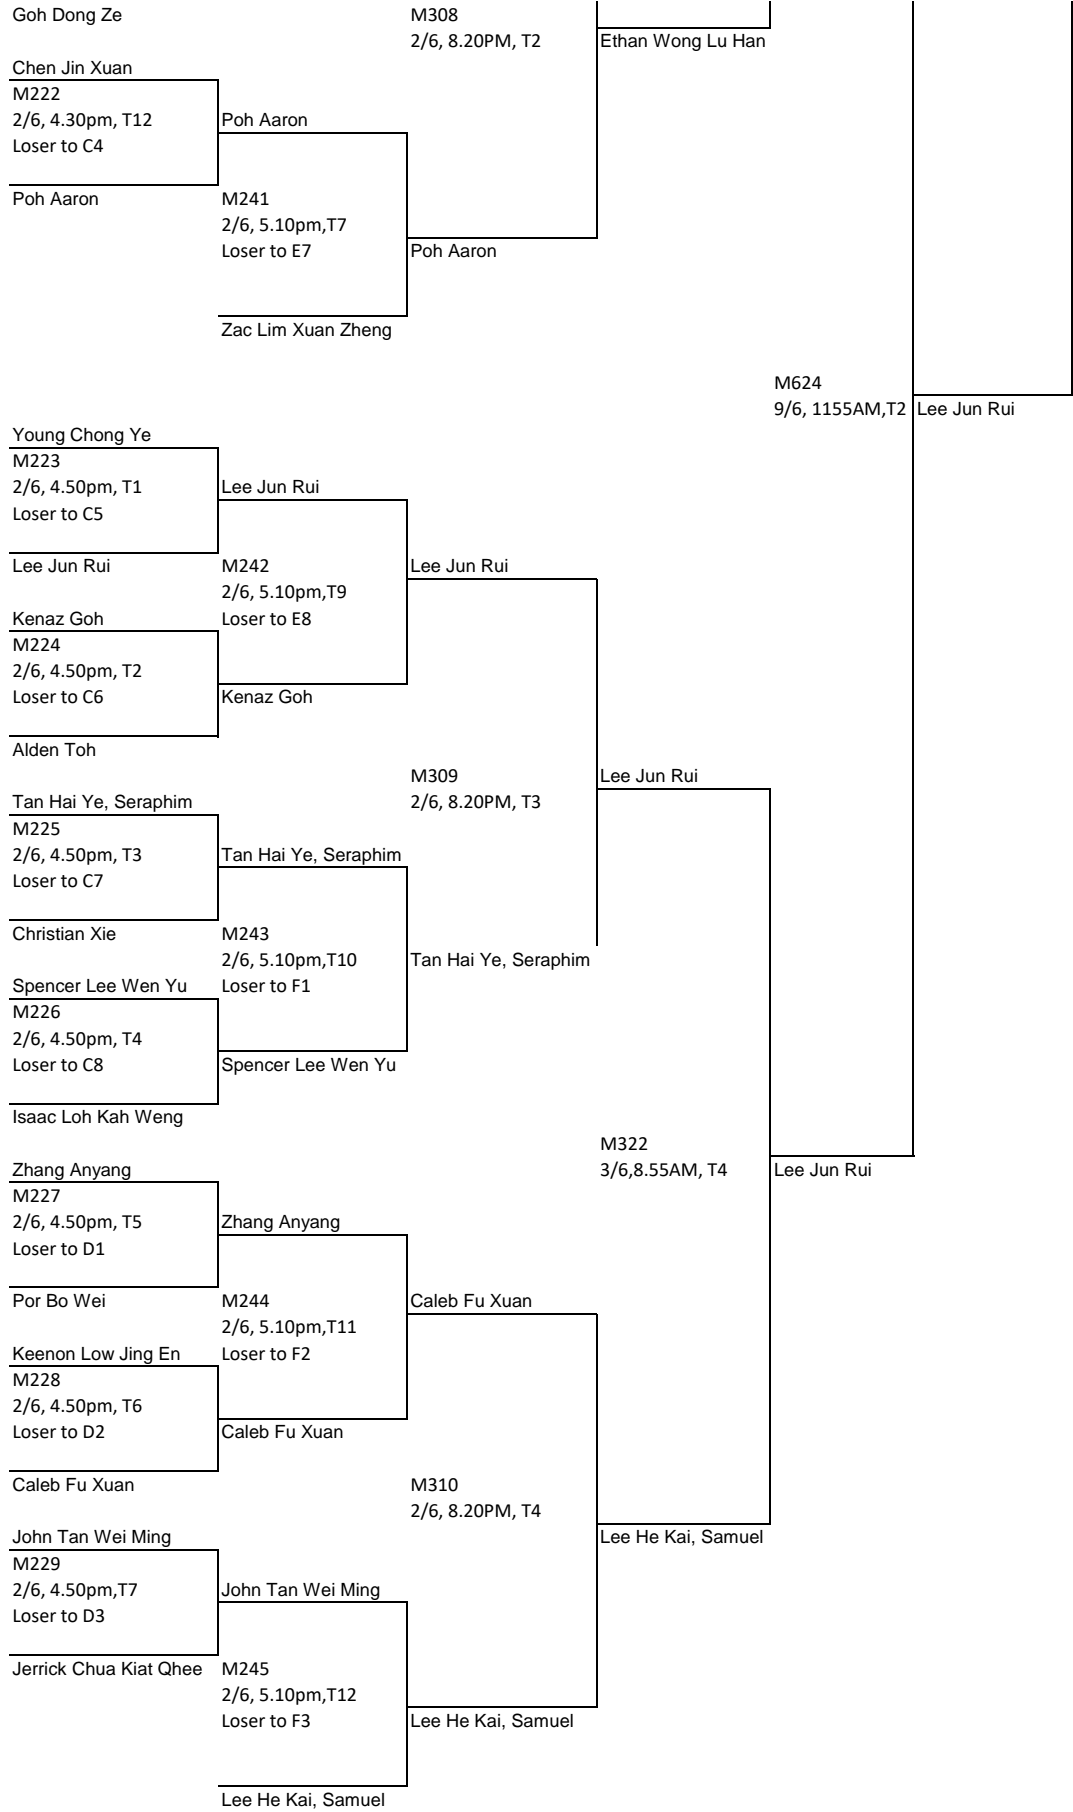 Goh Dong Ze
M308
2/6, 8.20PM, T2
Ethan Wong Lu Han
Chen Jin Xuan
M222
2/6, 4.30pm, T12
Loser to C4
Poh Aaron
Poh Aaron
M241
2/6, 5.10pm,T7
Loser to E7
Poh Aaron
Zac Lim Xuan Zheng
M624
9/6, 1155AM,T2
Lee Jun Rui
Young Chong Ye
M223
2/6, 4.50pm, T1
Loser to C5
Lee Jun Rui
Lee Jun Rui
M242
2/6, 5.10pm,T9
Loser to E8
Lee Jun Rui
Kenaz Goh
M224
2/6, 4.50pm, T2
Loser to C6
Kenaz Goh
Alden Toh
M309
2/6, 8.20PM, T3
Lee Jun Rui
Tan Hai Ye, Seraphim
M225
2/6, 4.50pm, T3
Loser to C7
Tan Hai Ye, Seraphim
Christian Xie
M243
2/6, 5.10pm,T10
Loser to F1
Tan Hai Ye, Seraphim
Spencer Lee Wen Yu
M226
2/6, 4.50pm, T4
Loser to C8
Spencer Lee Wen Yu
Isaac Loh Kah Weng
M322
3/6,8.55AM, T4
Lee Jun Rui
Zhang Anyang
M227
2/6, 4.50pm, T5
Loser to D1
Zhang Anyang
Por Bo Wei
M244
2/6, 5.10pm,T11
Loser to F2
Caleb Fu Xuan
Keenon Low Jing En
M228
2/6, 4.50pm, T6
Loser to D2
Caleb Fu Xuan
Caleb Fu Xuan
M310
2/6, 8.20PM, T4
Lee He Kai, Samuel
John Tan Wei Ming
M229
2/6, 4.50pm,T7
Loser to D3
John Tan Wei Ming
Jerrick Chua Kiat Qhee
M245
2/6, 5.10pm,T12
Loser to F3
Lee He Kai, Samuel
Lee He Kai, Samuel